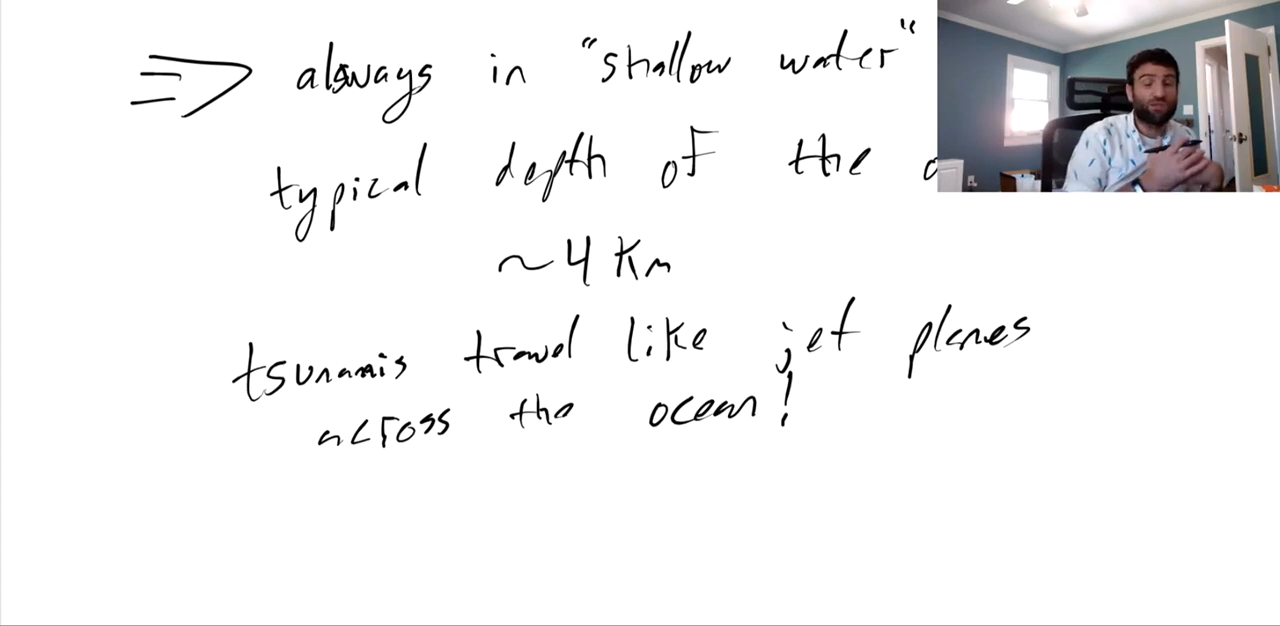 ⇒ always in "shallow water"
typical depth of the
~4 Km
tsunamis travel like jet planes
across the ocean!